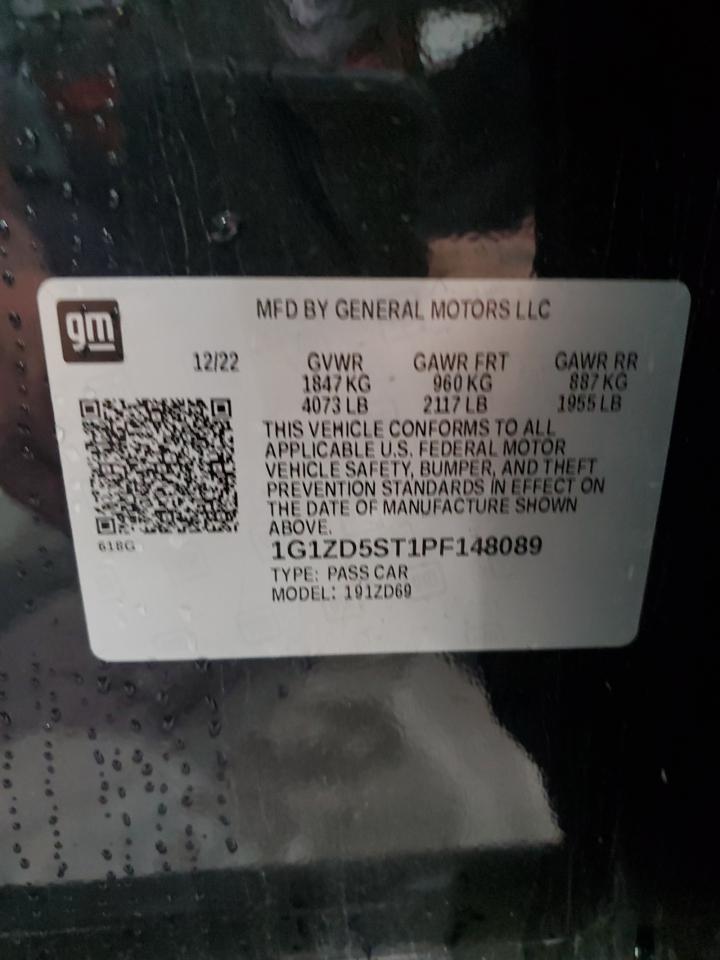 gm
MFD BY GENERAL MOTORS LLC
12/22 GVWR GAWR FRT GAWR RR
1847 KG 960 KG 887 KG
4073 LB 2117 LB 1955 LB
THIS VEHICLE CONFORMS TO ALL
APPLICABLE U.S. FEDERAL MOTOR
VEHICLE SAFETY, BUMPER, AND THEFT
PREVENTION STANDARDS IN EFFECT ON
THE DATE OF MANUFACTURE SHOWN
ABOVE.
618G
1G1ZD5ST1PF148089
TYPE: PASS CAR
MODEL: 191ZD69